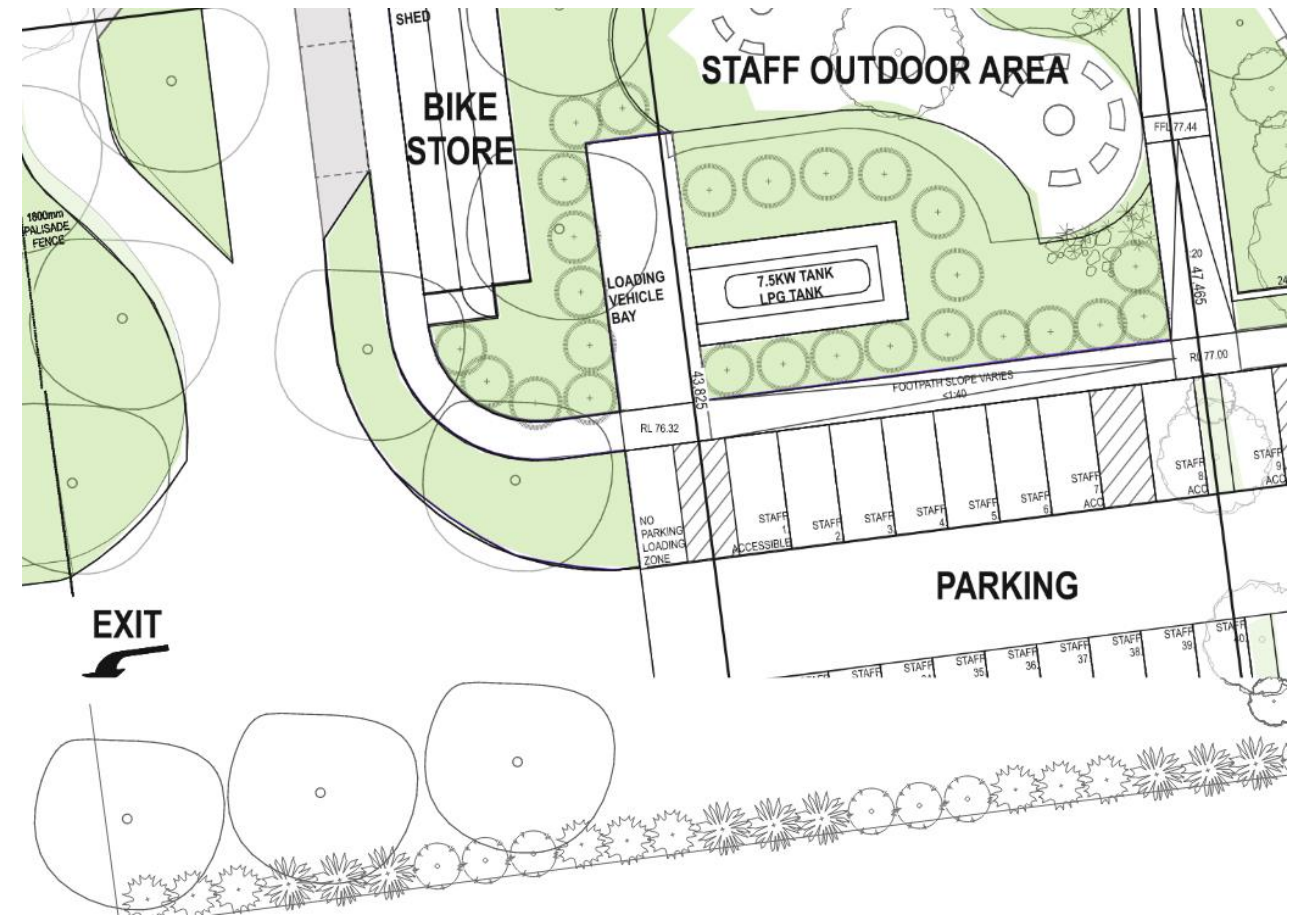 SHED
BIKE
STORE
STAFF OUTDOOR AREA
FFL 77.44
1800mm
PALISADE
FENCE
LOADING
VEHICLE
BAY
7.5KW TANK
LPG TANK
:20
47.465
24
43.825
RL 76.32
FOOTPATH SLOPE VARIES
<1:40
RL 77.00
NO
PARKING
LOADING
ZONE
STAFF
1.
ACCESSIBLE
STAFF
2.
STAFF
3.
STAFF
4.
STAFF
5.
STAFF
6.
STAFF
7.
ACC
STAFF
8.
ACC
STAFF
9.
ACC
PARKING
EXIT
STAFF
STAFF
STAFF
35.
STAFF
36.
STAFF
37.
STAFF
38.
STAFF
39.
STAFF
40.